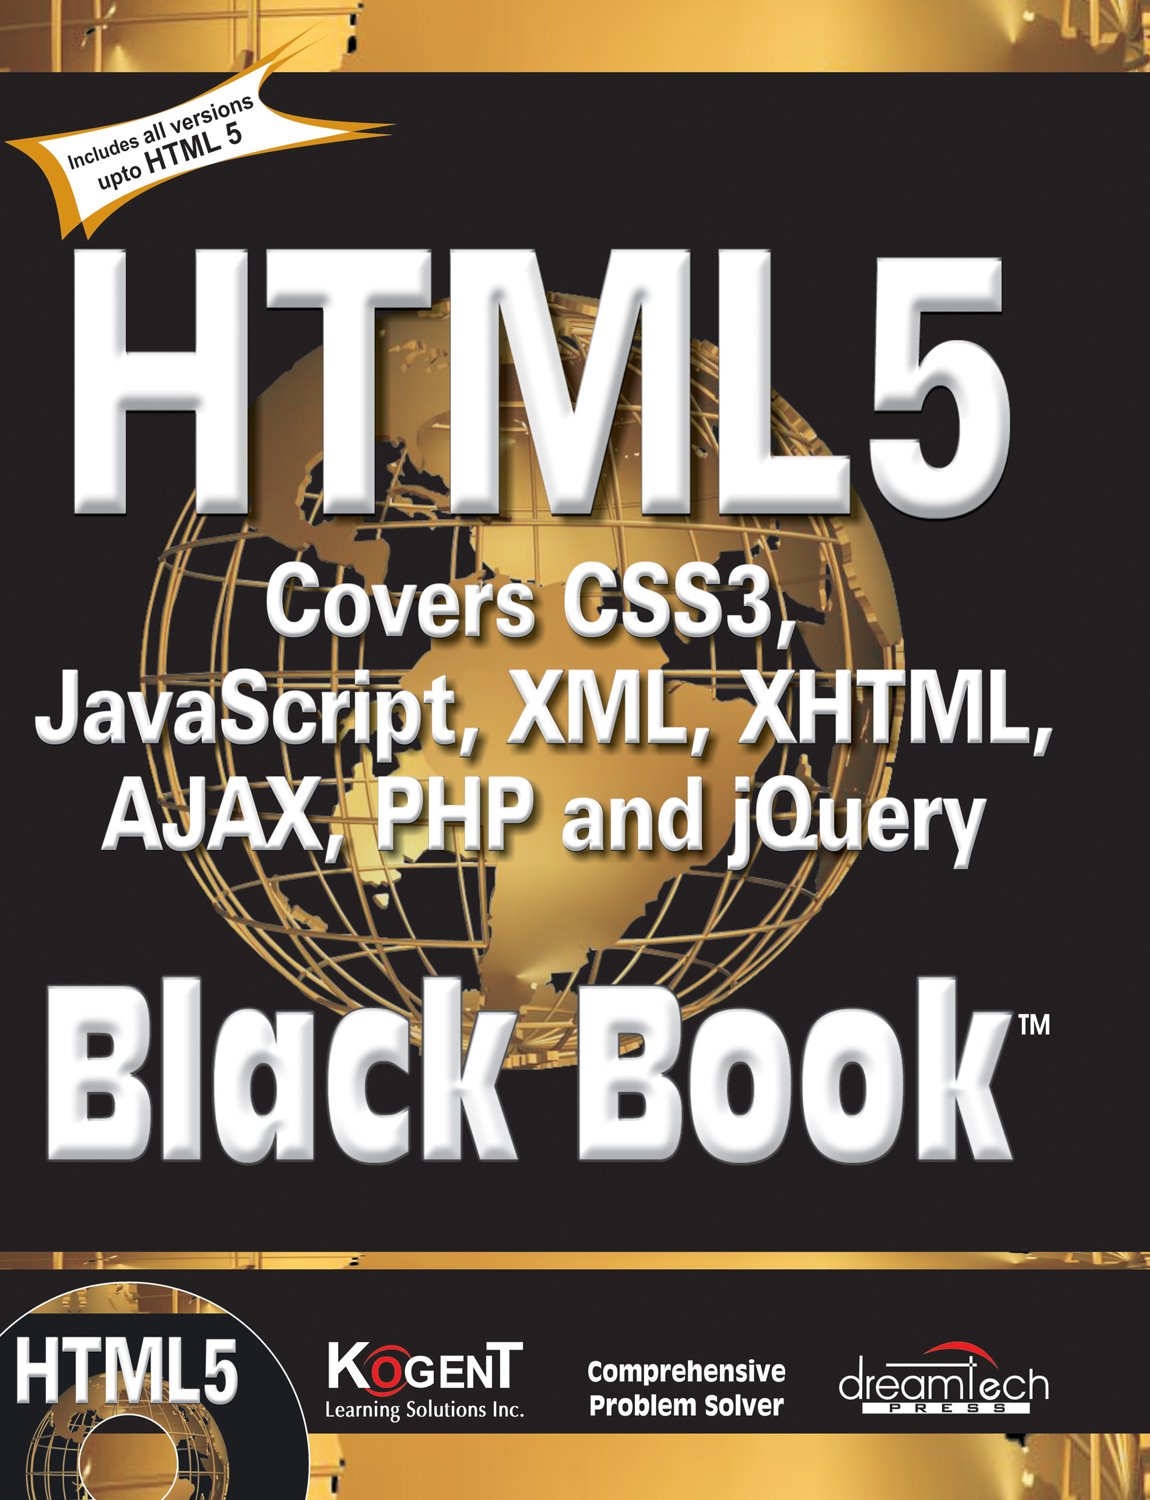 Includes all versions
upto HTML 5
HTML5
Covers CSS3,
JavaScript, XML, XHTML,
AJAX, PHP and jQuery
Black Book™
HTML5
KOGENT
Learning Solutions Inc.
Comprehensive
Problem Solver
dreamtech
PRESS